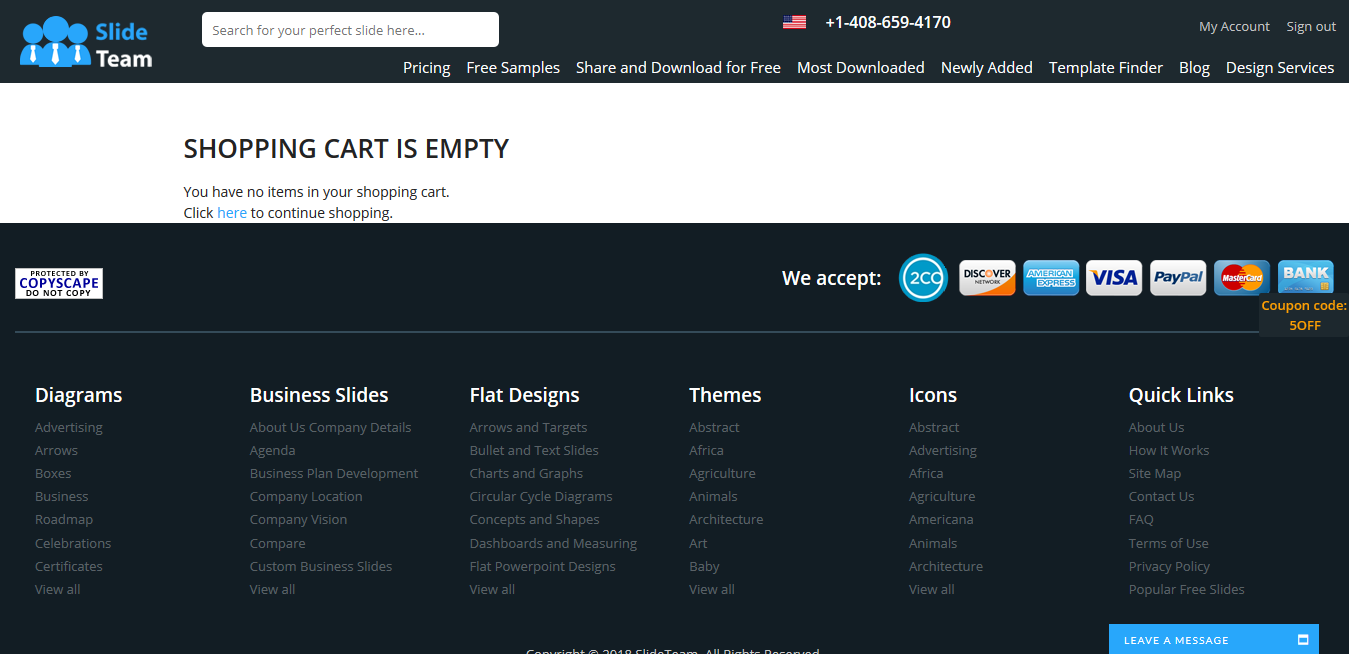 Slide
Team
Search for your perfect slide here...
+1-408-659-4170
My Account Sign out
Pricing Free Samples Share and Download for Free Most Downloaded Newly Added Template Finder Blog Design Services
SHOPPING CART IS EMPTY
You have no items in your shopping cart.
Click here to continue shopping.
PROTECTED BY
COPYSCAPE
DO NOT COPY
We accept:
2CO
DISCOVER
NETWORK
AMERICAN
EXPRESS
VISA
PayPal
MasterCard
BANK
Coupon code:
5OFF
Diagrams
Advertising
Arrows
Boxes
Business
Roadmap
Celebrations
Certificates
View all
Business Slides
About Us Company Details
Agenda
Business Plan Development
Company Location
Company Vision
Compare
Custom Business Slides
View all
Flat Designs
Arrows and Targets
Bullet and Text Slides
Charts and Graphs
Circular Cycle Diagrams
Concepts and Shapes
Dashboards and Measuring
Flat Powerpoint Designs
View all
Themes
Abstract
Africa
Agriculture
Animals
Architecture
Art
Baby
View all
Icons
Abstract
Advertising
Africa
Agriculture
Americana
Animals
Architecture
View all
Quick Links
About Us
How It Works
Site Map
Contact Us
FAQ
Terms of Use
Privacy Policy
Popular Free Slides
LEAVE A MESSAGE
Copyright © 2018 SlideTeam. All Rights Reserved